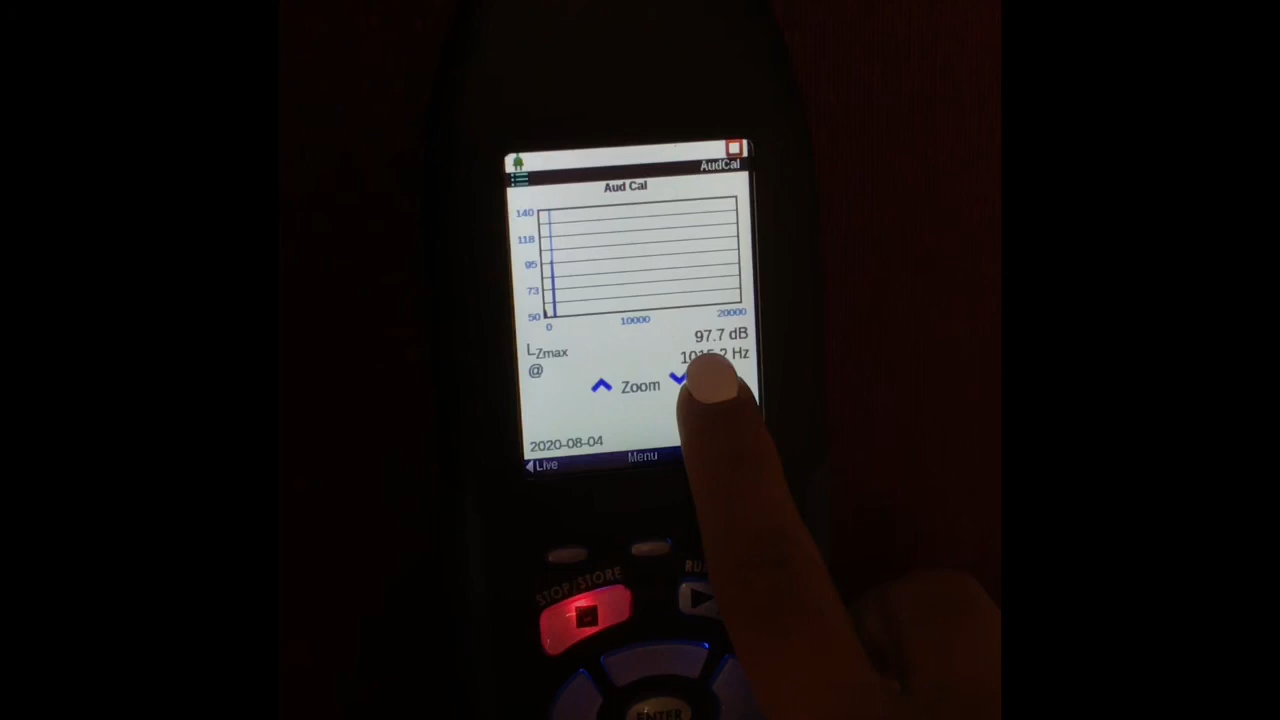 AudCal
Aud Cal
140
118
95
73
50
0 10000 20000
LZmax 97.7 dB
@ Hz
Zoom
2020-08-04
Live Menu
STOP/STORE
ENTER